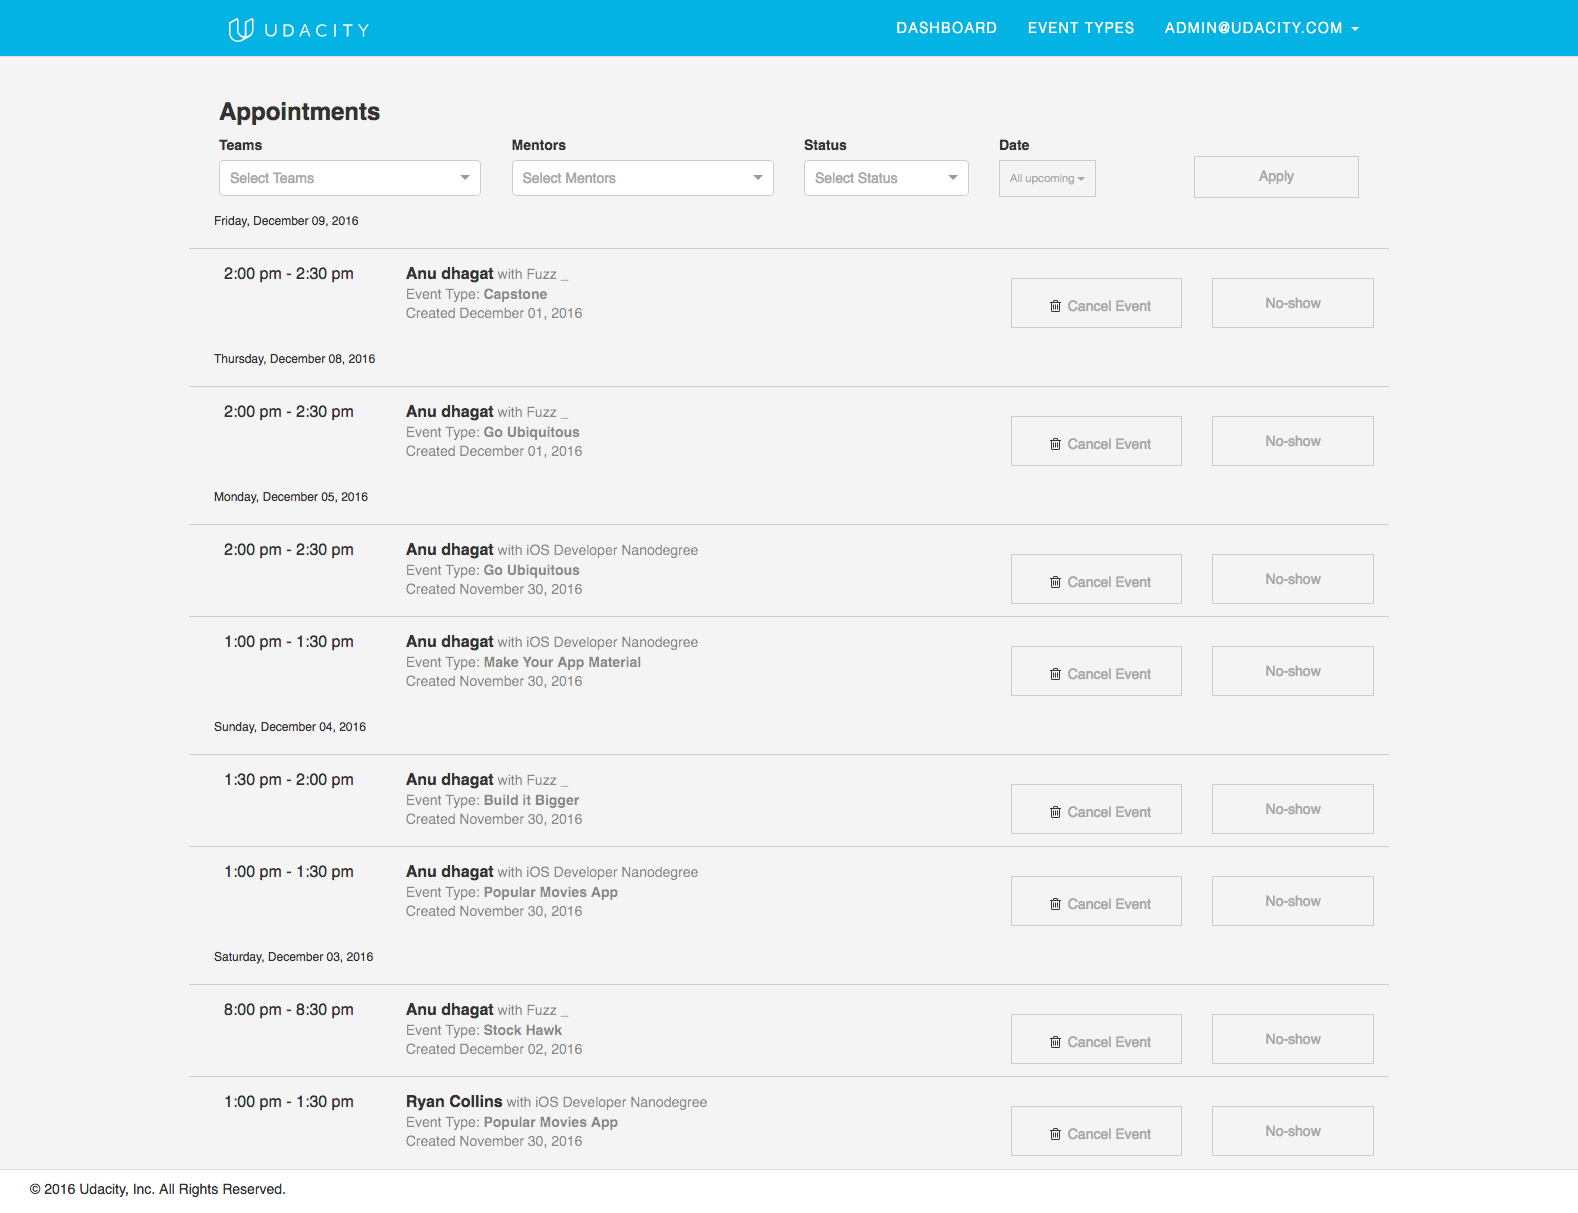 UDACITY
DASHBOARD EVENT TYPES ADMIN@UDACITY.COM
Appointments
Teams Mentors Status Date
Select Teams Select Mentors Select Status All upcoming Apply
Friday, December 09, 2016
2:00 pm - 2:30 pm Anu dhagat with Fuzz _
Event Type: Capstone
Created December 01, 2016
Cancel Event No-show
Thursday, December 08, 2016
2:00 pm - 2:30 pm Anu dhagat with Fuzz _
Event Type: Go Ubiquitous
Created December 01, 2016
Cancel Event No-show
Monday, December 05, 2016
2:00 pm - 2:30 pm Anu dhagat with iOS Developer Nanodegree
Event Type: Go Ubiquitous
Created November 30, 2016
Cancel Event No-show
1:00 pm - 1:30 pm Anu dhagat with iOS Developer Nanodegree
Event Type: Make Your App Material
Created November 30, 2016
Cancel Event No-show
Sunday, December 04, 2016
1:30 pm - 2:00 pm Anu dhagat with Fuzz _
Event Type: Build it Bigger
Created November 30, 2016
Cancel Event No-show
1:00 pm - 1:30 pm Anu dhagat with iOS Developer Nanodegree
Event Type: Popular Movies App
Created November 30, 2016
Cancel Event No-show
Saturday, December 03, 2016
8:00 pm - 8:30 pm Anu dhagat with Fuzz _
Event Type: Stock Hawk
Created December 02, 2016
Cancel Event No-show
1:00 pm - 1:30 pm Ryan Collins with iOS Developer Nanodegree
Event Type: Popular Movies App
Created November 30, 2016
Cancel Event No-show
© 2016 Udacity, Inc. All Rights Reserved.